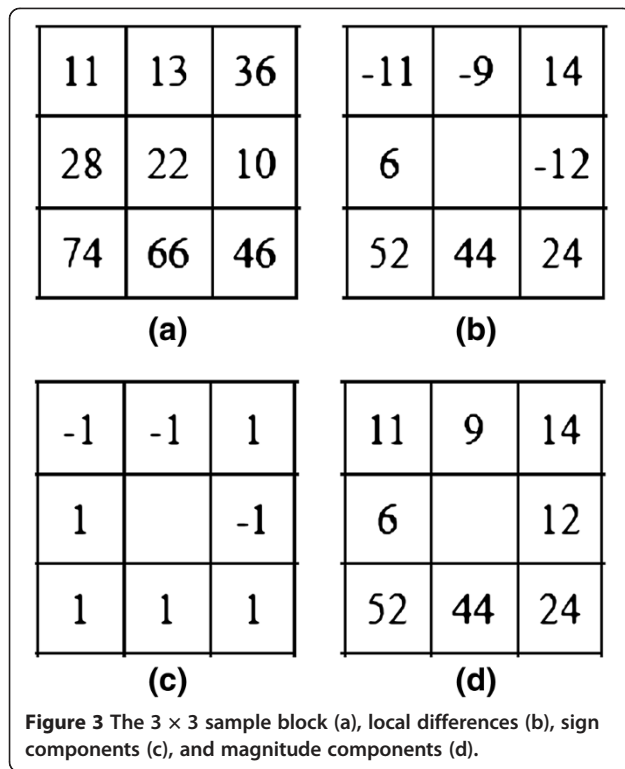 11 13 36
28 22 10
74 66 46
(a)
-11 -9 14
6 -12
52 44 24
(b)
-1 -1 1
1 -1
1 1 1
(c)
11 9 14
6 12
52 44 24
(d)
Figure 3 The 3 × 3 sample block (a), local differences (b), sign
components (c), and magnitude components (d).